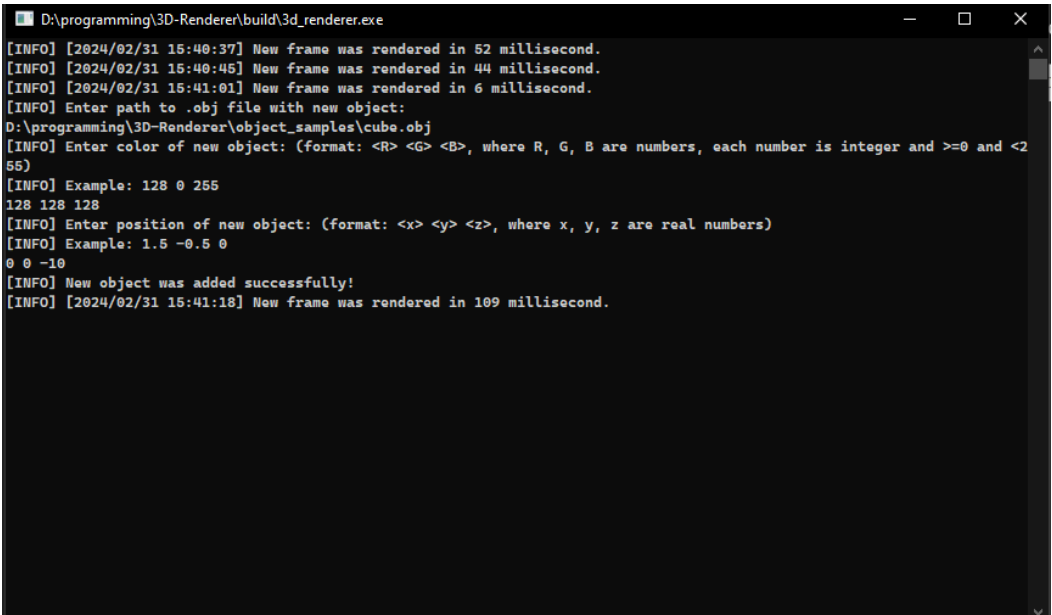 D:\programming\3D-Renderer\build\3d_renderer.exe
[INFO] [2024/02/31 15:40:37] New frame was rendered in 52 millisecond.
[INFO] [2024/02/31 15:40:45] New frame was rendered in 44 millisecond.
[INFO] [2024/02/31 15:41:01] New frame was rendered in 6 millisecond.
[INFO] Enter path to .obj file with new object:
D:\programming\3D-Renderer\object_samples\cube.obj
[INFO] Enter color of new object: (format: <R> <G> <B>, where R, G, B are numbers, each number is integer and >=0 and <2
55)
[INFO] Example: 128 0 255
128 128 128
[INFO] Enter position of new object: (format: <x> <y> <z>, where x, y, z are real numbers)
[INFO] Example: 1.5 -0.5 0
0 0 -10
[INFO] New object was added successfully!
[INFO] [2024/02/31 15:41:18] New frame was rendered in 109 millisecond.